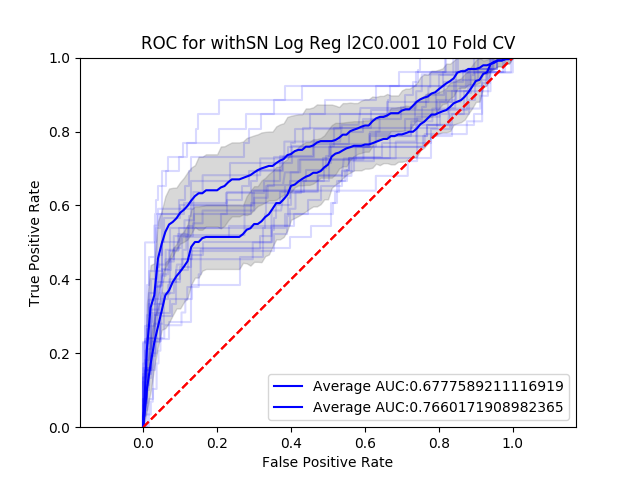 ROC for withSN Log Reg l2C0.001 10 Fold CV
True Positive Rate
1.0
0.8
0.6
0.4
0.2
0.0
Average AUC:0.6777589211116919
Average AUC:0.7660171908982365
0.0 0.2 0.4 0.6 0.8 1.0
False Positive Rate